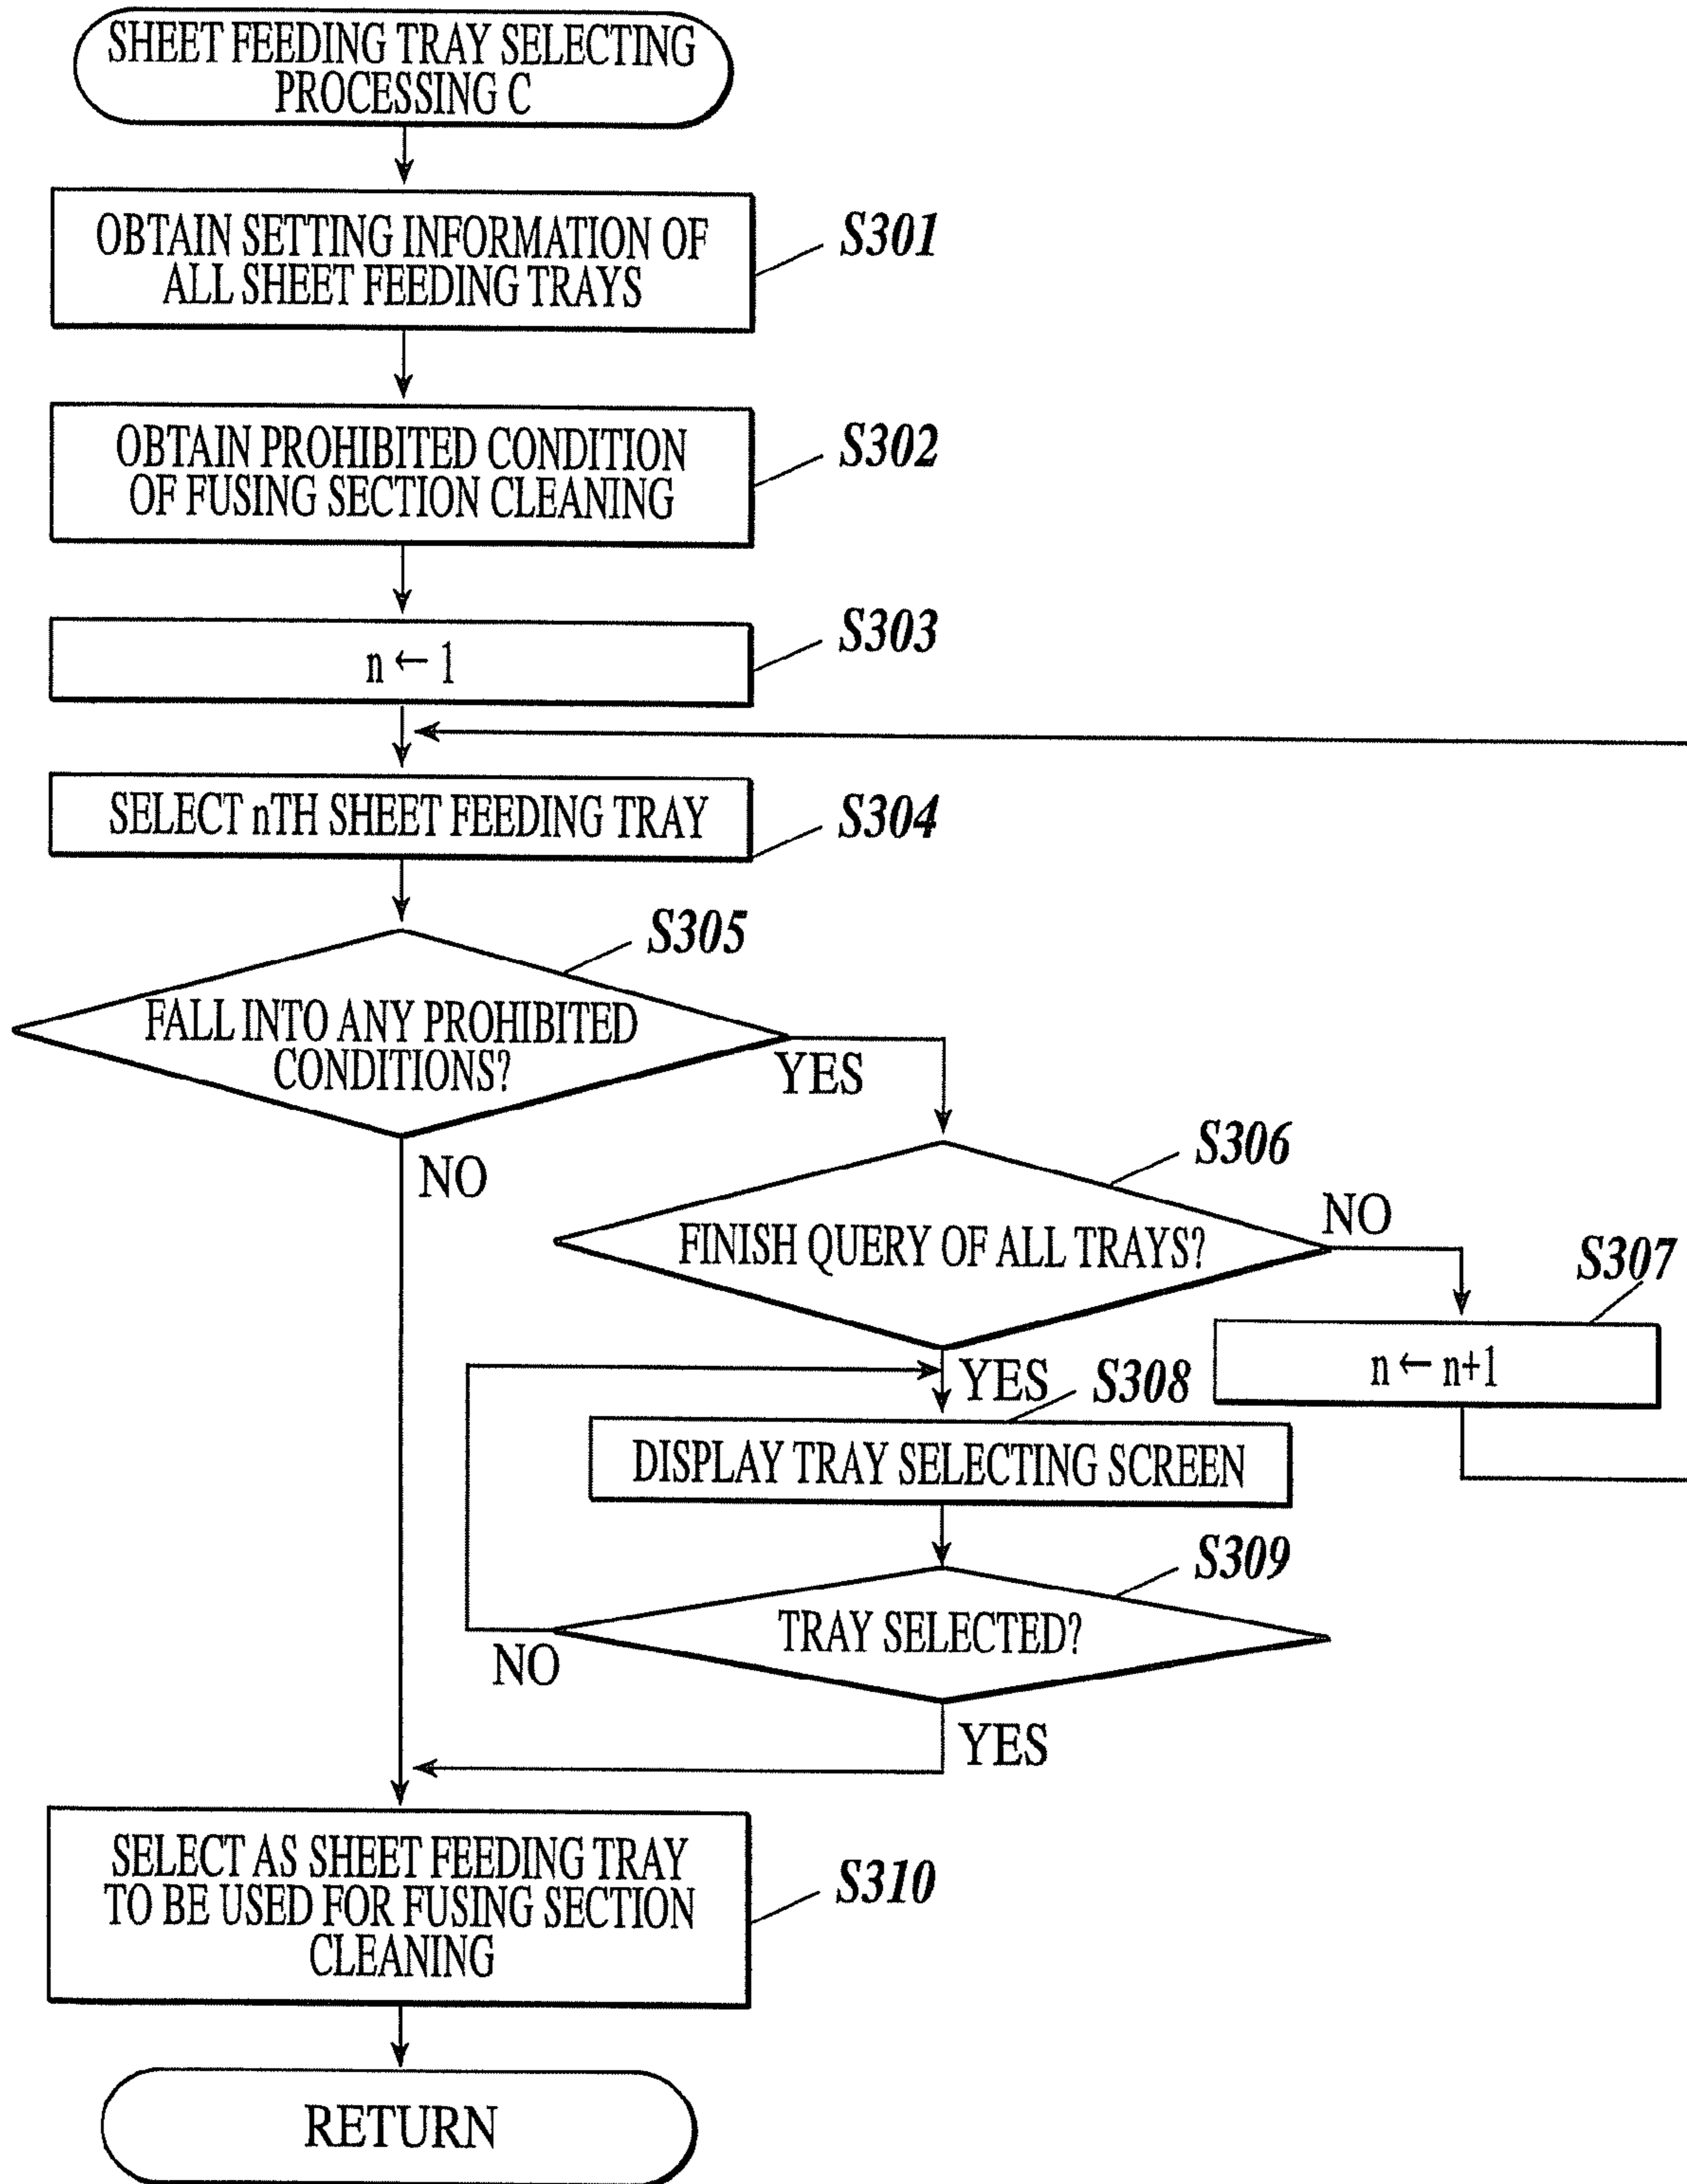 SHEET FEEDING TRAY SELECTING
PROCESSING C
OBTAIN SETTING INFORMATION OF
ALL SHEET FEEDING TRAYS
S301
OBTAIN PROHIBITED CONDITION
OF FUSING SECTION CLEANING
S302
n ← 1
S303
SELECT nTH SHEET FEEDING TRAY
S304
S305
FALL INTO ANY PROHIBITED
CONDITIONS?
YES
NO
S306
FINISH QUERY OF ALL TRAYS?
NO
S307
n ← n+1
YES
S308
DISPLAY TRAY SELECTING SCREEN
S309
TRAY SELECTED?
NO
YES
SELECT AS SHEET FEEDING TRAY
TO BE USED FOR FUSING SECTION
CLEANING
S310
RETURN